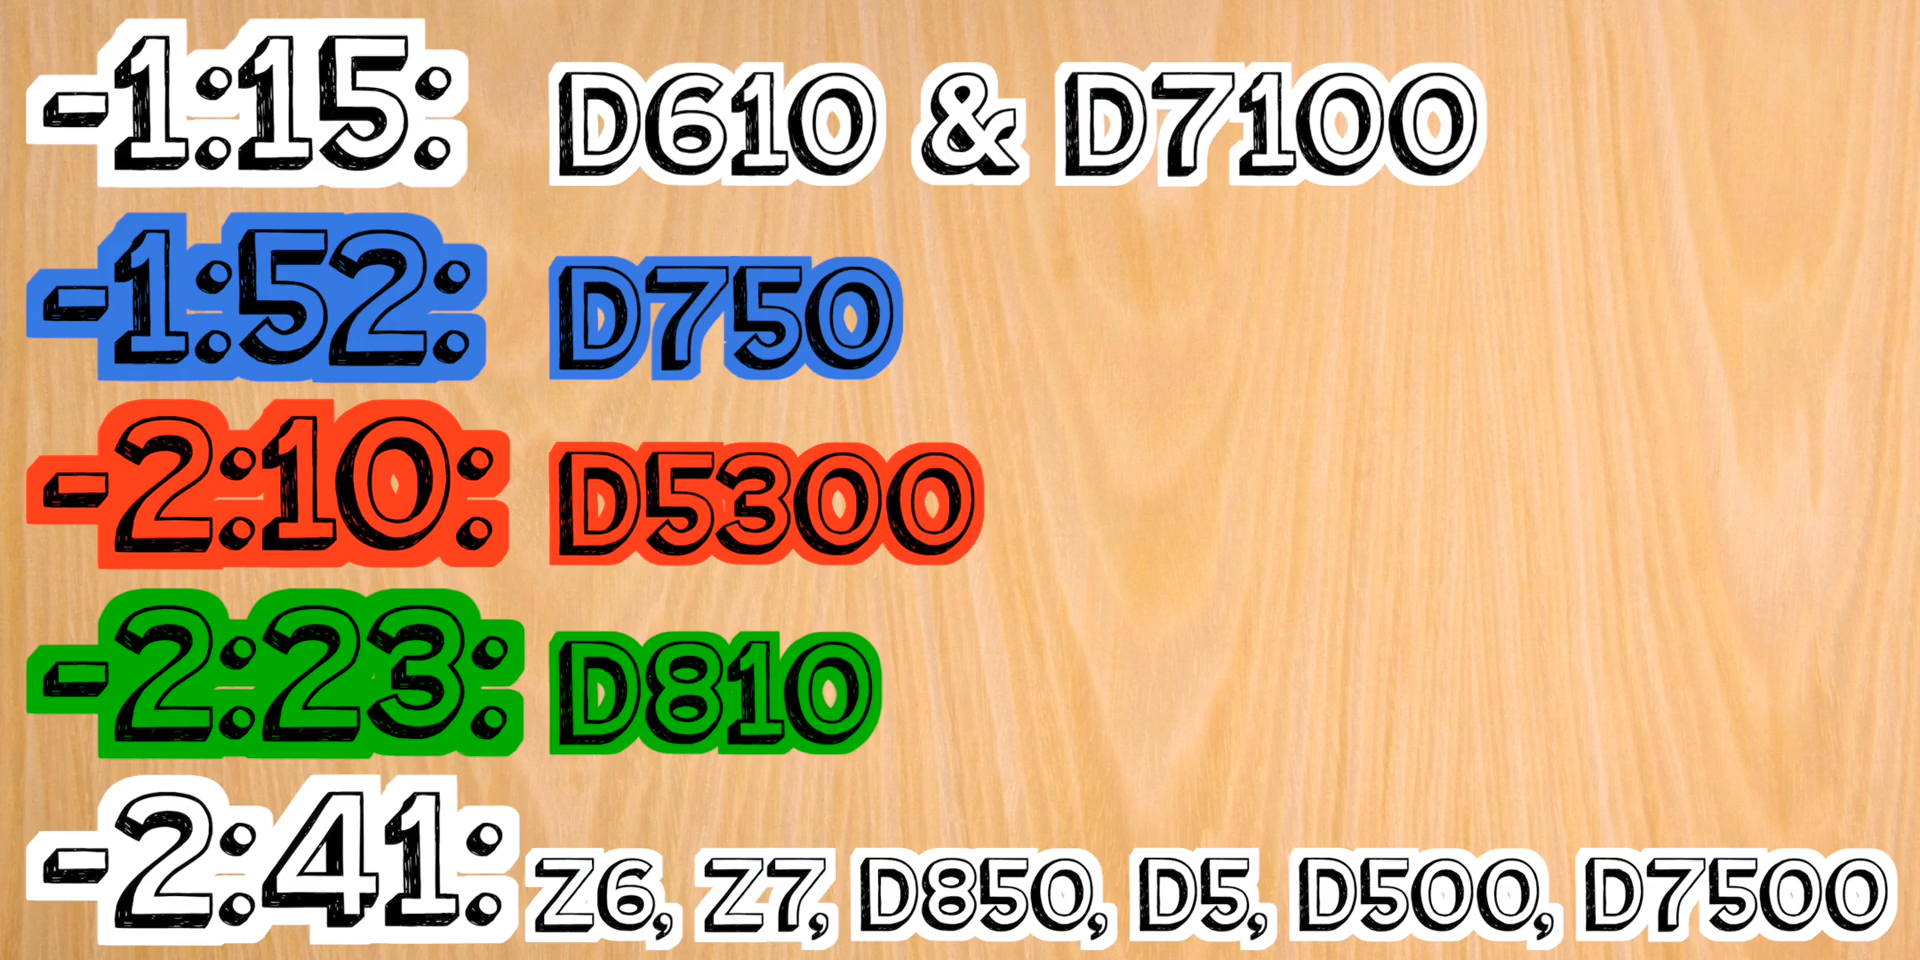 -1:15: D610 & D7100
-1:52: D750
-2:10: D5300
-2:23: D810
-2:41: Z6, Z7, D850, D5, D500, D7500